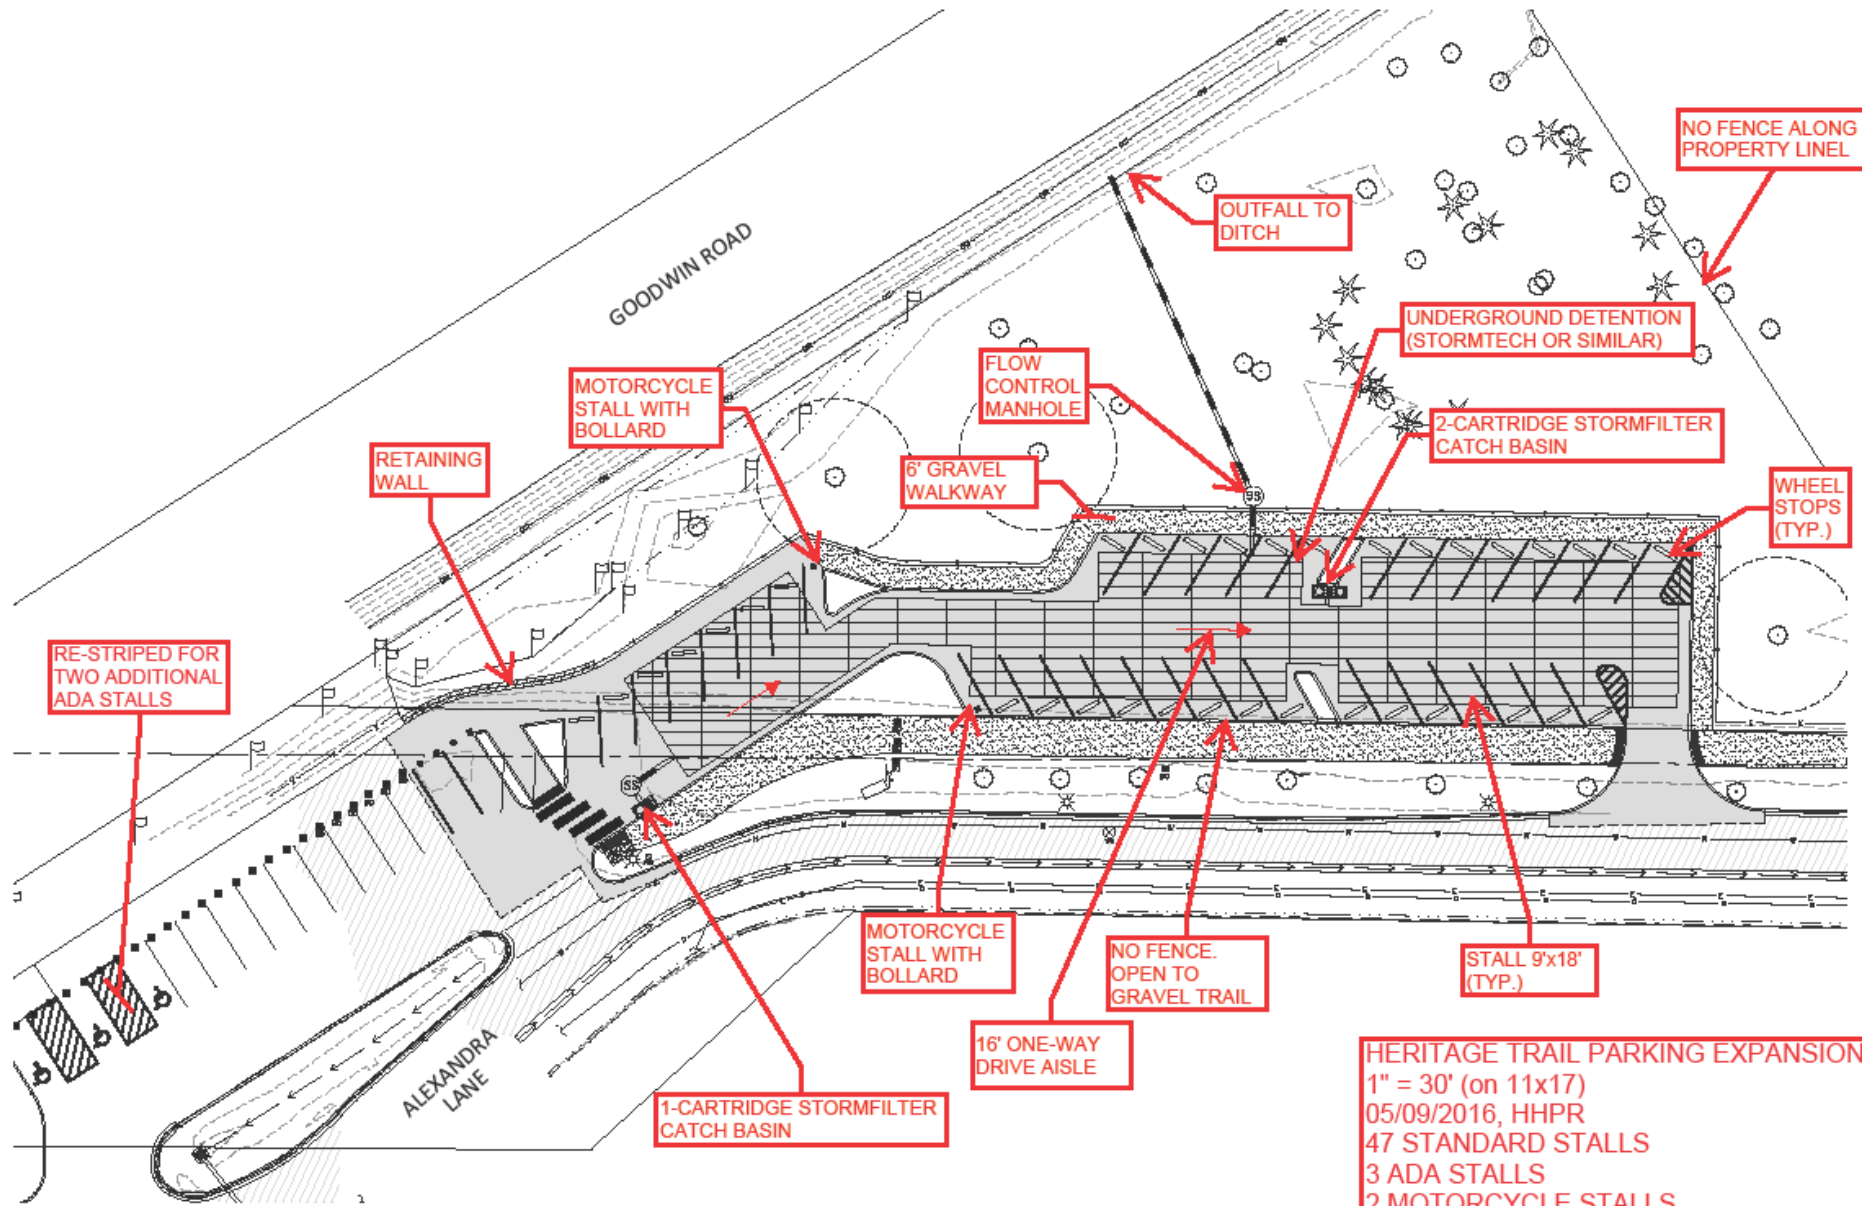 NO FENCE ALONG
PROPERTY LINEL
OUTFALL TO
DITCH
GOODWIN ROAD
UNDERGROUND DETENTION
(STORMTECH OR SIMILAR)
FLOW
CONTROL
MANHOLE
MOTORCYCLE
STALL WITH
BOLLARD
2-CARTRIDGE STORMFILTER
CATCH BASIN
RETAINING
WALL
6' GRAVEL
WALKWAY
WHEEL
STOPS
(TYP.)
RE-STRIPED FOR
TWO ADDITIONAL
ADA STALLS
MOTORCYCLE
STALL WITH
BOLLARD
NO FENCE.
OPEN TO
GRAVEL TRAIL
STALL 9'x18'
(TYP.)
16' ONE-WAY
DRIVE AISLE
ALEXANDRA
LANE
1-CARTRIDGE STORMFILTER
CATCH BASIN
HERITAGE TRAIL PARKING EXPANSION
1" = 30' (on 11x17)
05/09/2016, HHPR
47 STANDARD STALLS
3 ADA STALLS
2 MOTORCYCLE STALLS